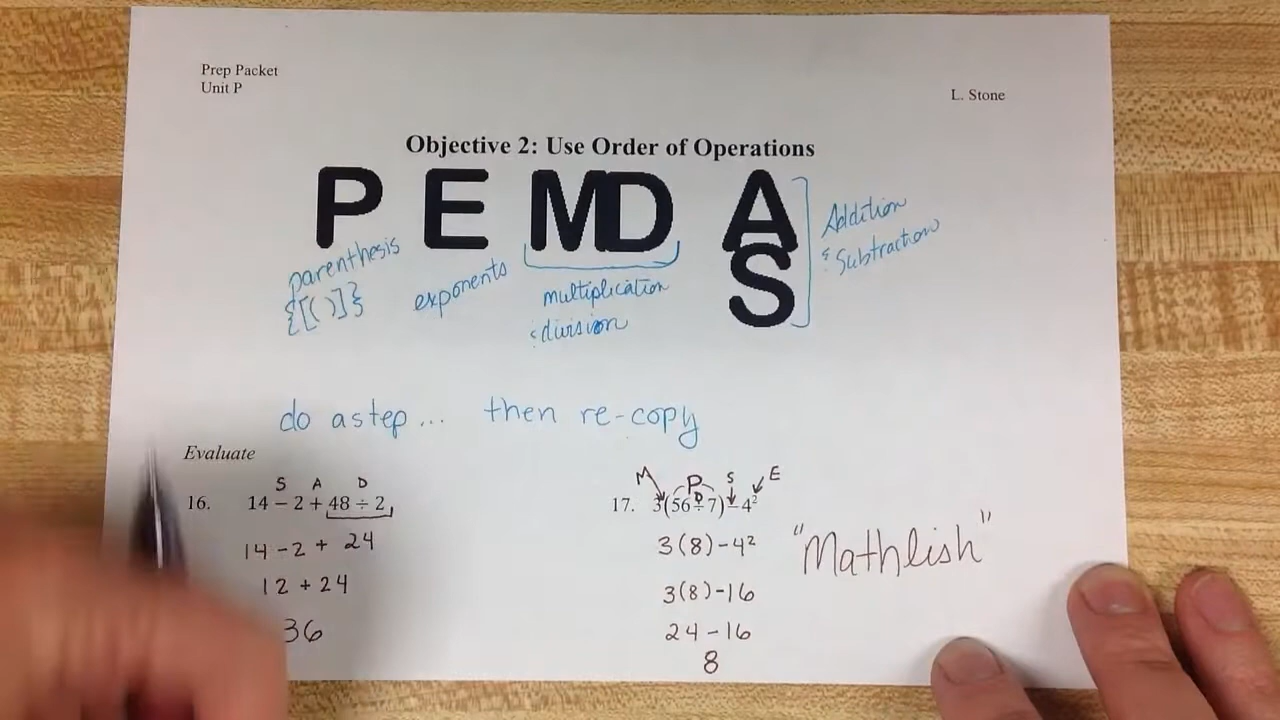 Prep Packet
Unit P
L. Stone
Objective 2: Use Order of Operations
P E MD A
S
parenthesis
{[()]}
exponents
multiplication
& division
Addition
& Subtraction
do a step... then re-copy
Evaluate
S A D
16. 14 − 2 + 48 ÷ 2,
14 − 2 + 24
12 + 24
36
M P D S E
17. 3(56 ÷ 7) − 4²
3(8) − 4²
3(8) − 16
24 − 16
8
"Mathlish"